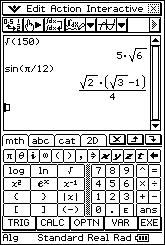 Edit Action Interactive
√(150)
5·√6
sin(π/12)
√2·(√3-1)
4
mth abc cat 2D
π θ i ∞ ( ) , ⇒ x y z t
log ln √ 7 8 9 ^ =
x² e^x x⁻¹ 4 5 6 × ÷
( ) |x| 1 2 3 + -
[ ] (-) 0 . E ans
TRIG CALC OPTN VAR EXE
Alg Standard Real Rad